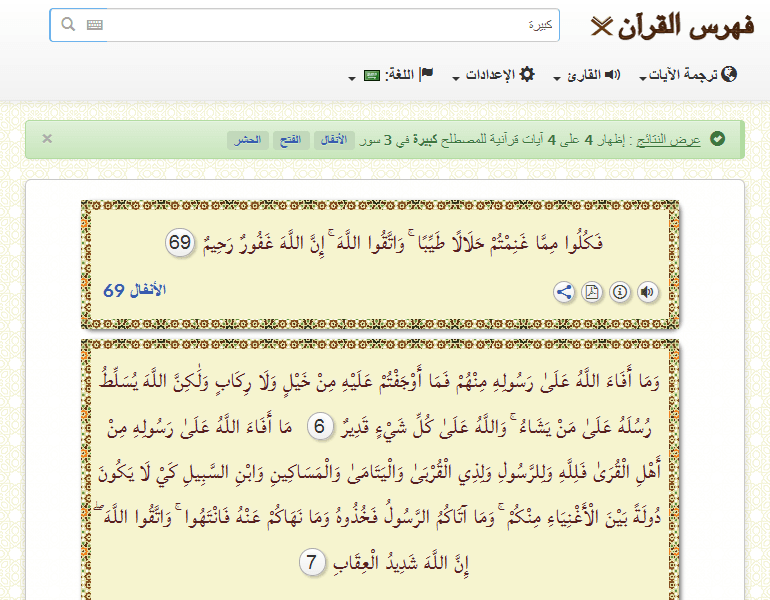 فهرس القرآن
كبيرة
ترجمة الآيات القارئ الإعدادات اللغة:
عرض النتائج : إظهار 4 على 4 آيات قرآنية للمصطلح كبيرة في 3 سور الأنفال الفتح الحشر ×
فَكُلُوا مِمَّا غَنِمْتُمْ حَلَالًا طَيِّبًا ۚ وَاتَّقُوا اللَّهَ ۚ إِنَّ اللَّهَ غَفُورٌ رَحِيمٌ 69
الأنفال 69
وَمَا أَفَاءَ اللَّهُ عَلَىٰ رَسُولِهِ مِنْهُمْ فَمَا أَوْجَفْتُمْ عَلَيْهِ مِنْ خَيْلٍ وَلَا رِكَابٍ وَلَٰكِنَّ اللَّهَ يُسَلِّطُ
رُسُلَهُ عَلَىٰ مَنْ يَشَاءُ ۚ وَاللَّهُ عَلَىٰ كُلِّ شَيْءٍ قَدِيرٌ 6 مَا أَفَاءَ اللَّهُ عَلَىٰ رَسُولِهِ مِنْ
أَهْلِ الْقُرَىٰ فَلِلَّهِ وَلِلرَّسُولِ وَلِذِي الْقُرْبَىٰ وَالْيَتَامَىٰ وَالْمَسَاكِينِ وَابْنِ السَّبِيلِ كَيْ لَا يَكُونَ
دُولَةً بَيْنَ الْأَغْنِيَاءِ مِنْكُمْ ۚ وَمَا آتَاكُمُ الرَّسُولُ فَخُذُوهُ وَمَا نَهَاكُمْ عَنْهُ فَانْتَهُوا ۚ وَاتَّقُوا اللَّهَ ۖ
إِنَّ اللَّهَ شَدِيدُ الْعِقَابِ 7